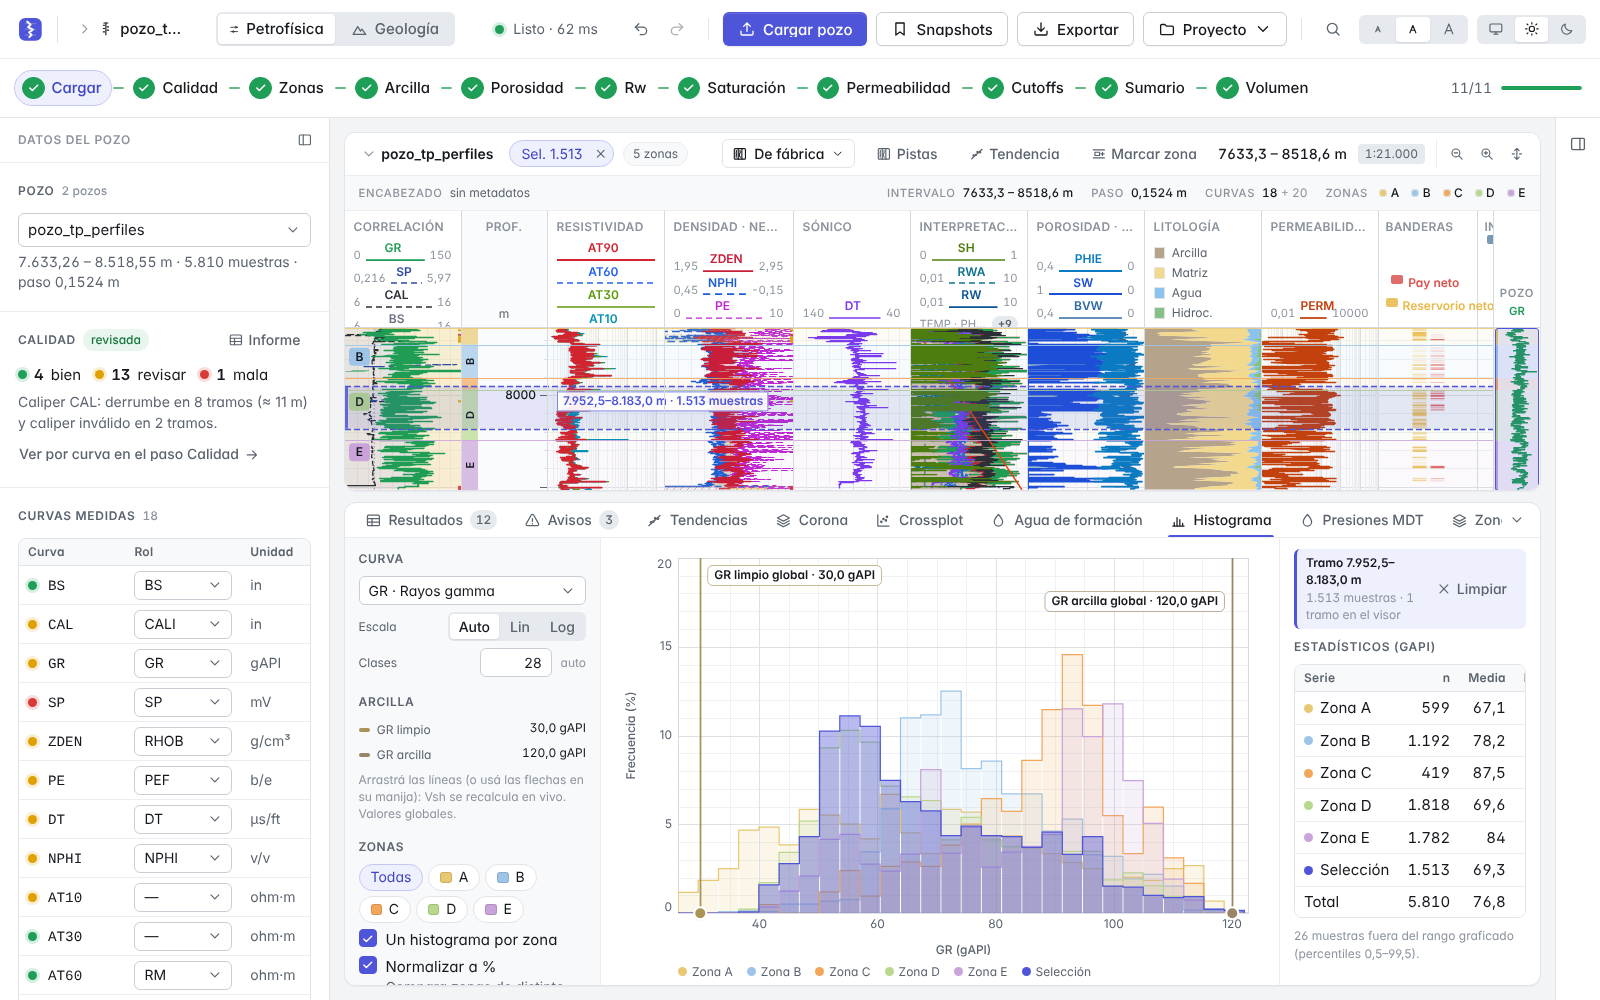 pozo_t...
Petrofísica
Geología
Listo · 62 ms
Cargar pozo
Snapshots
Exportar
Proyecto
A
A
A
Cargar
Calidad
Zonas
Arcilla
Porosidad
Rw
Saturación
Permeabilidad
Cutoffs
Sumario
Volumen
11/11
DATOS DEL POZO
POZO 2 pozos
pozo_tp_perfiles
7.633,26 – 8.518,55 m · 5.810 muestras ·
paso 0,1524 m
CALIDAD revisada Informe
4 bien 13 revisar 1 mala
Caliper CAL: derrumbe en 8 tramos (≈ 11 m)
y caliper inválido en 2 tramos.
Ver por curva en el paso Calidad →
CURVAS MEDIDAS 18
Curva Rol Unidad
BS BS in
CAL CALI in
GR GR gAPI
SP SP mV
ZDEN RHOB g/cm³
PE PEF b/e
DT DT µs/ft
NPHI NPHI v/v
AT10 — ohm·m
AT30 — ohm·m
AT60 RM ohm·m
pozo_tp_perfiles
Sel. 1.513 ×
5 zonas
De fábrica
Pistas
Tendencia
Marcar zona
7633,3 – 8518,6 m
1:21.000
ENCABEZADO sin metadatos
INTERVALO 7633,3 – 8518,6 m PASO 0,1524 m CURVAS 18 + 20 ZONAS A B C D E
CORRELACIÓN
0 GR 150
0,216 SP 5,97
6 CAL 16
6 BS 16
PROF.
m
RESISTIVIDAD
AT90
AT60
AT30
AT10
DENSIDAD · NE...
1,95 ZDEN 2,95
0,45 NPHI -0,15
0 PE 10
SÓNICO
140 DT 40
INTERPRETAC...
0 SH 1
0,01 RWA 10
0,01 RW 10
TEMP · PH +9
POROSIDAD · ...
0,4 PHIE 0
1 SW 0
0,4 BVW 0
LITOLOGÍA
Arcilla
Matriz
Agua
Hidroc.
PERMEABILID...
0,01 PERM 10000
BANDERAS
Pay neto
Reservorio neto
IN
POZO
GR
B
D
E
B
D
E
8000
7.952,5–8.183,0 m · 1.513 muestras
Resultados 12
Avisos 3
Tendencias
Corona
Crossplot
Agua de formación
Histograma
Presiones MDT
Zon
CURVA
GR · Rayos gamma
Escala Auto Lin Log
Clases 28 auto
ARCILLA
GR limpio 30,0 gAPI
GR arcilla 120,0 gAPI
Arrastrá las líneas (o usá las flechas en
su manija): Vsh se recalcula en vivo.
Valores globales.
ZONAS
Todas A B
C D E
Un histograma por zona
Normalizar a %
Compara zonas de distinto
GR limpio global · 30,0 gAPI
GR arcilla global · 120,0 gAPI
Frecuencia (%)
20
15
10
5
0
40 60 80 100 120
GR (gAPI)
Zona A Zona B Zona C Zona D Zona E Selección
Tramo 7.952,5–
8.183,0 m
1.513 muestras · 1
tramo en el visor
× Limpiar
ESTADÍSTICOS (GAPI)
Serie n Media
Zona A 599 67,1
Zona B 1.192 78,2
Zona C 419 87,5
Zona D 1.818 69,6
Zona E 1.782 84
Selección 1.513 69,3
Total 5.810 76,8
26 muestras fuera del rango graficado
(percentiles 0,5–99,5).